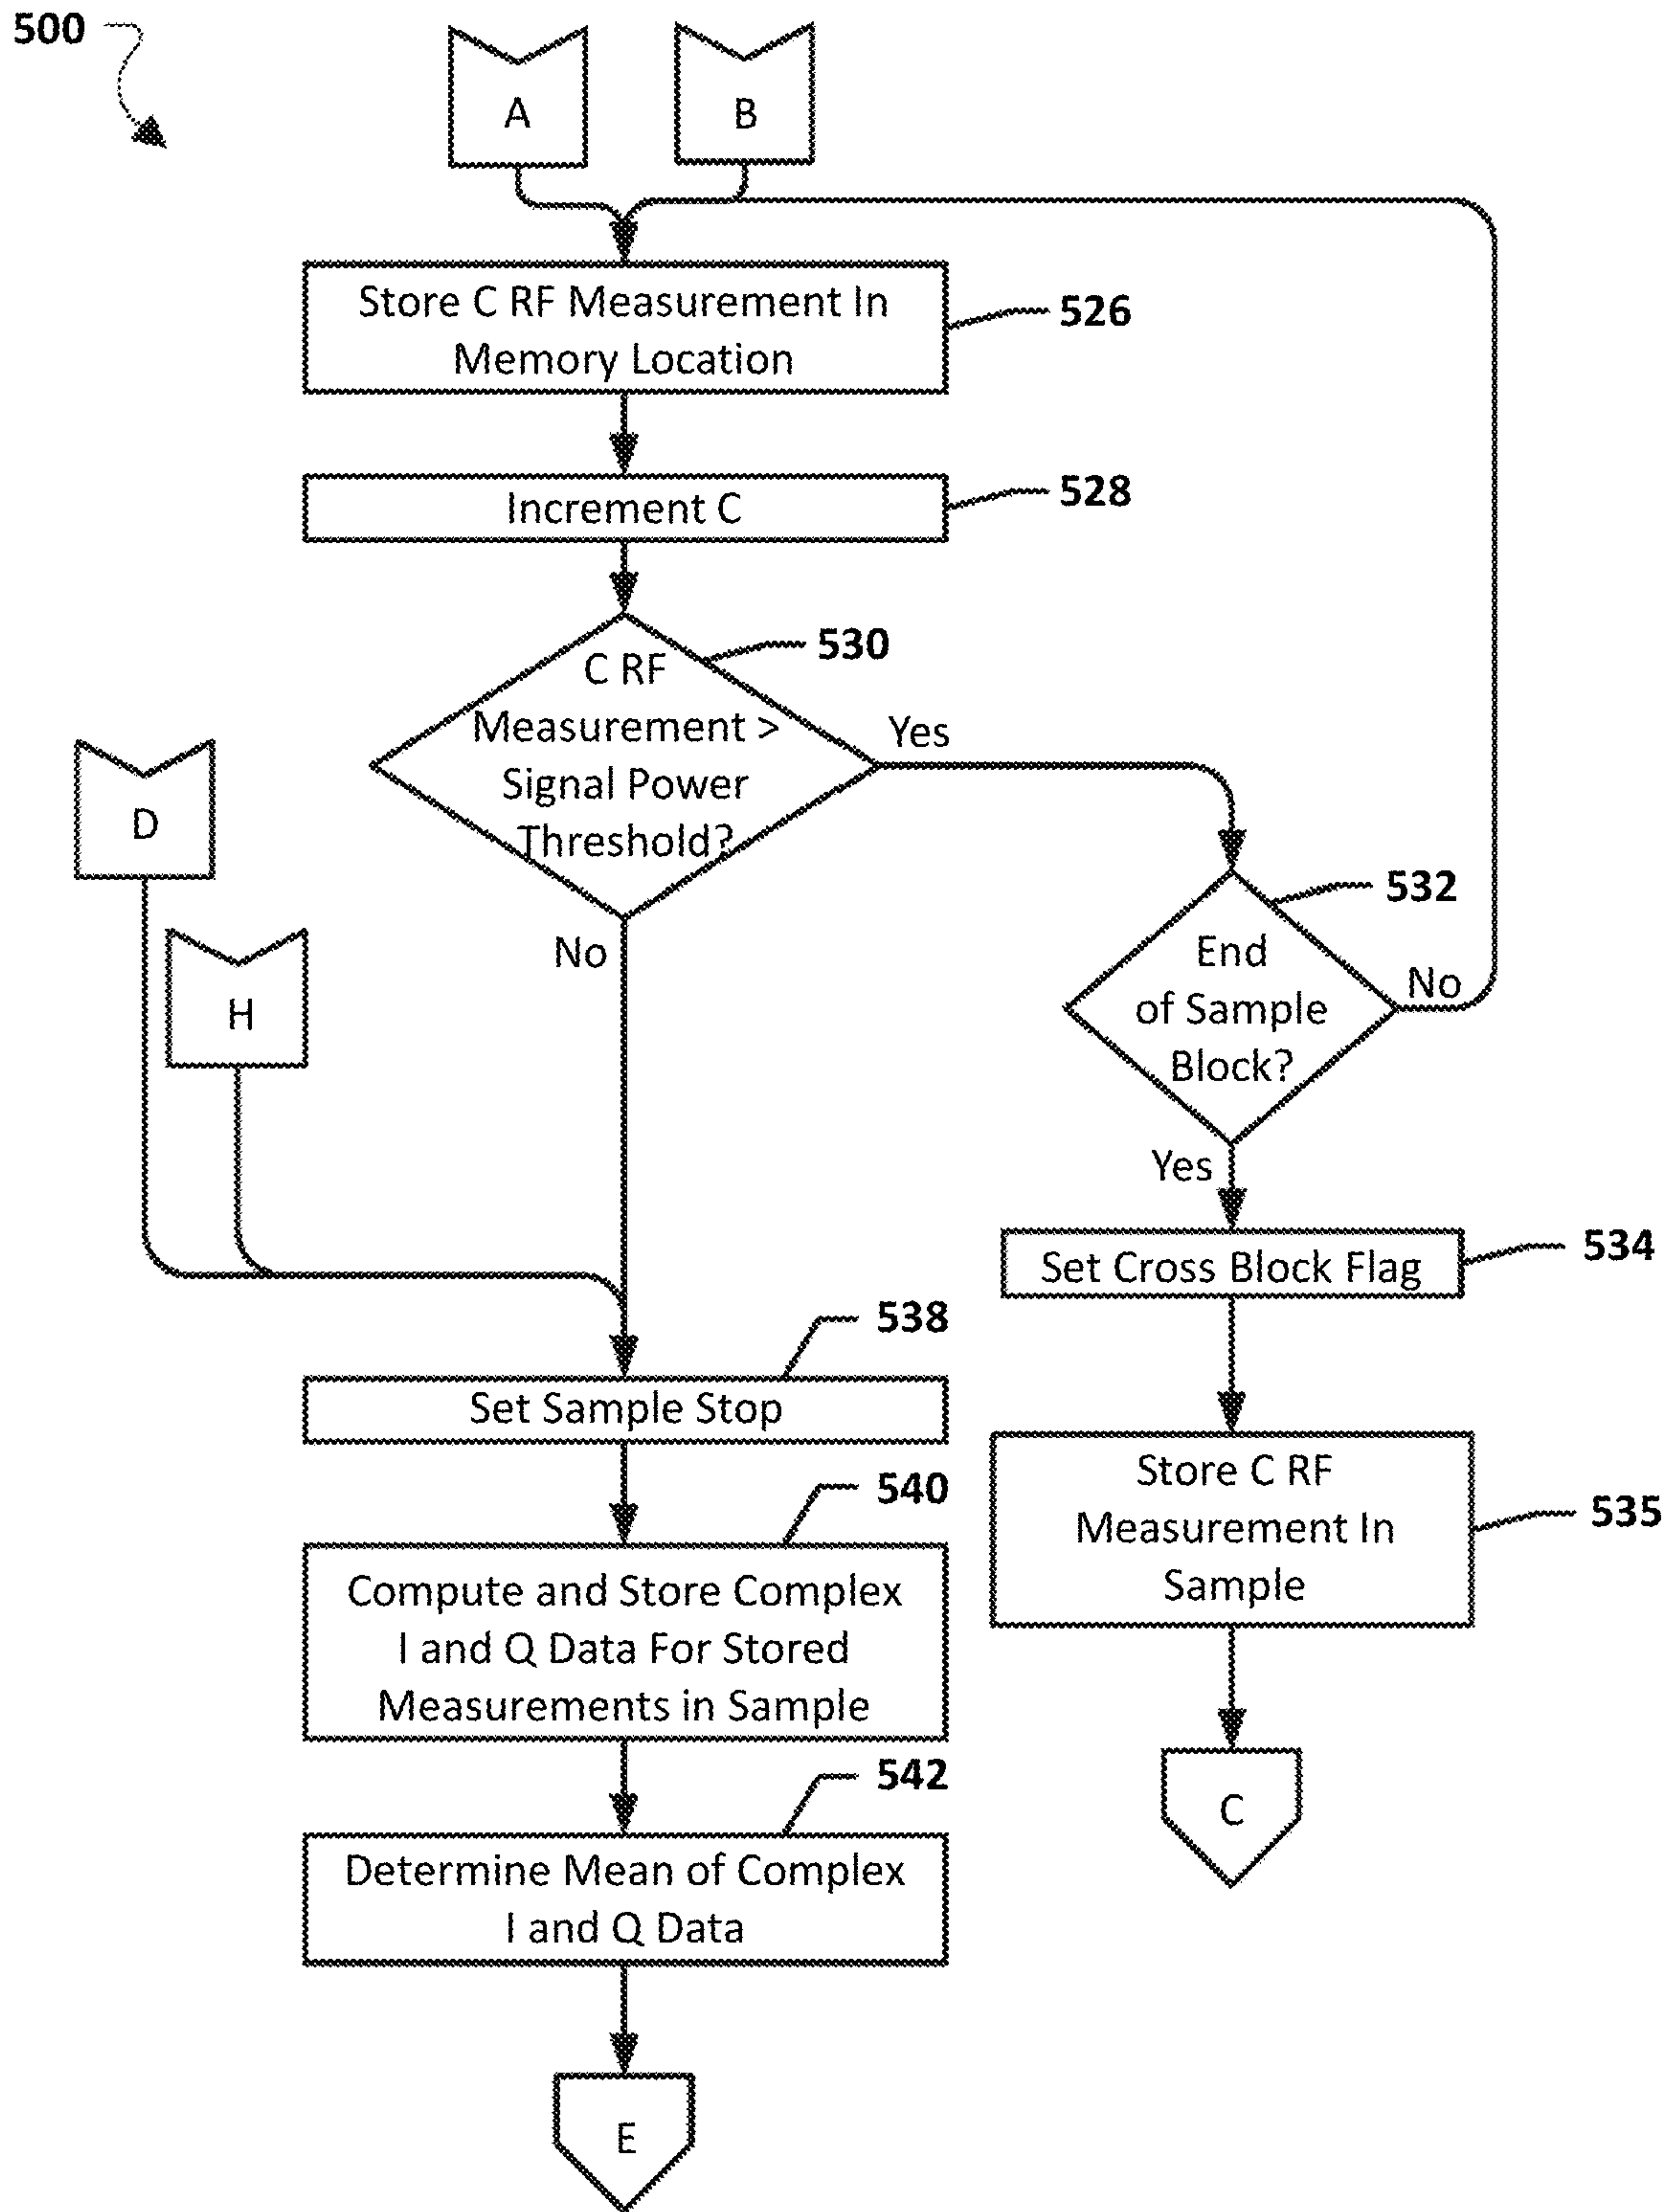 500
A
B
Store C RF Measurement In
Memory Location
526
Increment C
528
530
C RF
Measurement >
Signal Power
Threshold?
Yes
No
D
H
532
End
of Sample
Block?
No
Yes
Set Cross Block Flag
534
538
Set Sample Stop
Store C RF
Measurement In
Sample
535
540
Compute and Store Complex
I and Q Data For Stored
Measurements in Sample
C
542
Determine Mean of Complex
I and Q Data
E